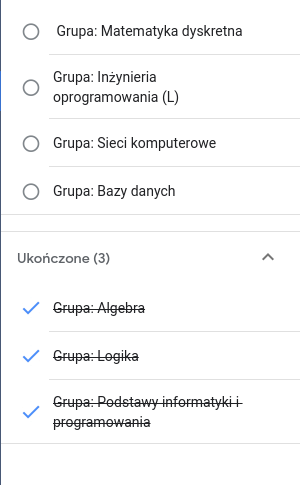 Grupa: Matematyka dyskretna
Grupa: Inżynieria
oprogramowania (L)
Grupa: Sieci komputerowe
Grupa: Bazy danych
Ukończone (3)
Grupa: Algebra
Grupa: Logika
Grupa: Podstawy informatyki i
programowania